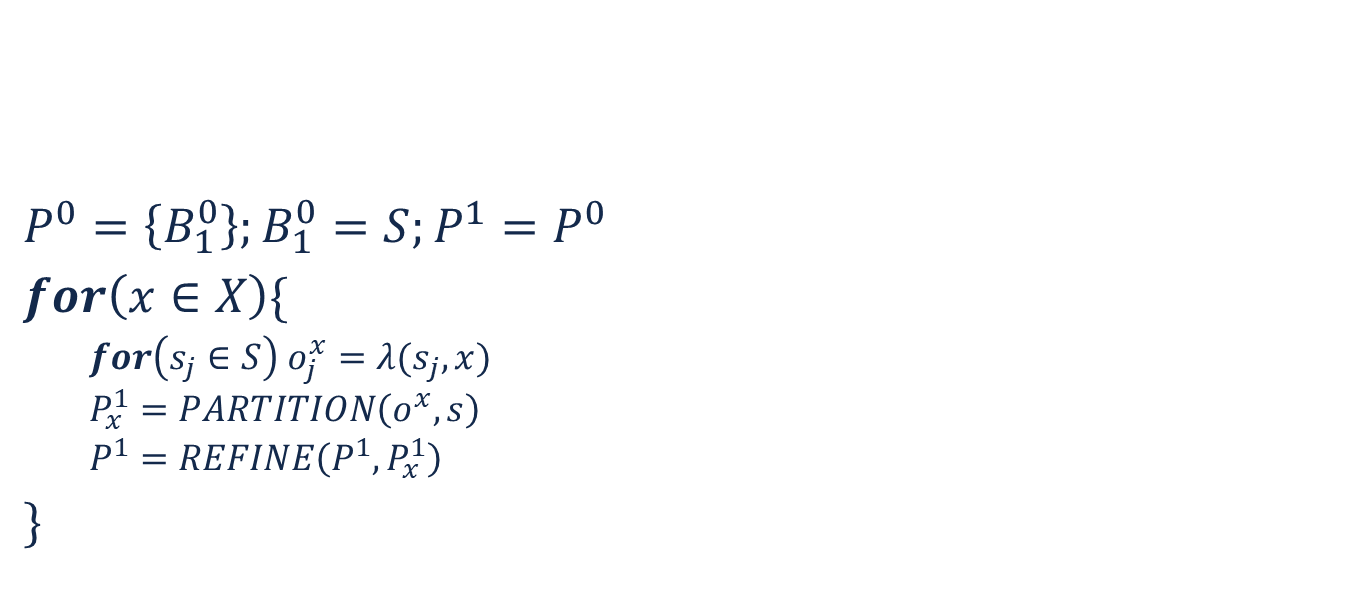 P⁰ = {B₁⁰}; B₁⁰ = S; P¹ = P⁰
for(x ∈ X){
for(sⱼ ∈ S) oⱼˣ = λ(sⱼ, x)
Pₓ¹ = PARTITION(oˣ, s)
P¹ = REFINE(P¹, Pₓ¹)
}